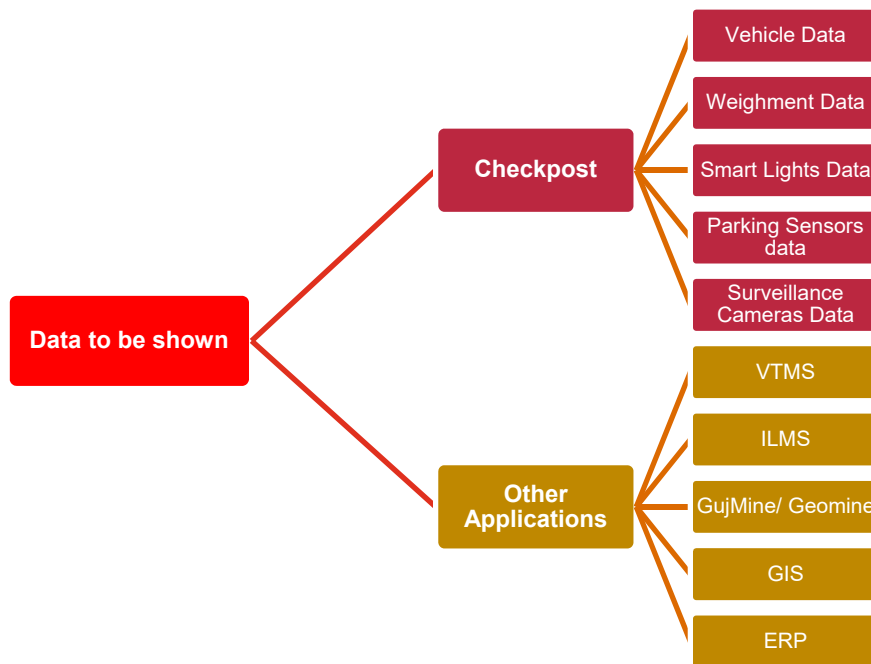 Data to be shown
Checkpost
Vehicle Data
Weighment Data
Smart Lights Data
Parking Sensors
data
Surveillance
Cameras Data
Other
Applications
VTMS
ILMS
GujMine/ Geomine
GIS
ERP